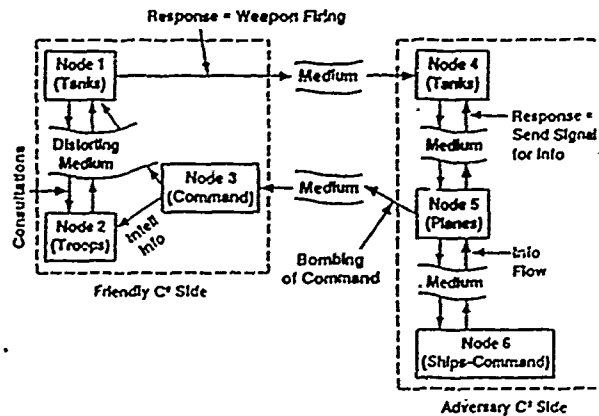 Response = Weapon Firing
Node 1
(Tanks)
Medium
Node 4
(Tanks)
Response =
Send Signal
for Info
Distorting
Medium
Medium
Consultations
Node 3
(Command)
Medium
Node 5
(Planes)
Node 2
(Troops)
Intell
Info
Bombing
of Command
Info
Flow
Medium
Friendly C² Side
Node 6
(Ships-Command)
Adversary C² Side